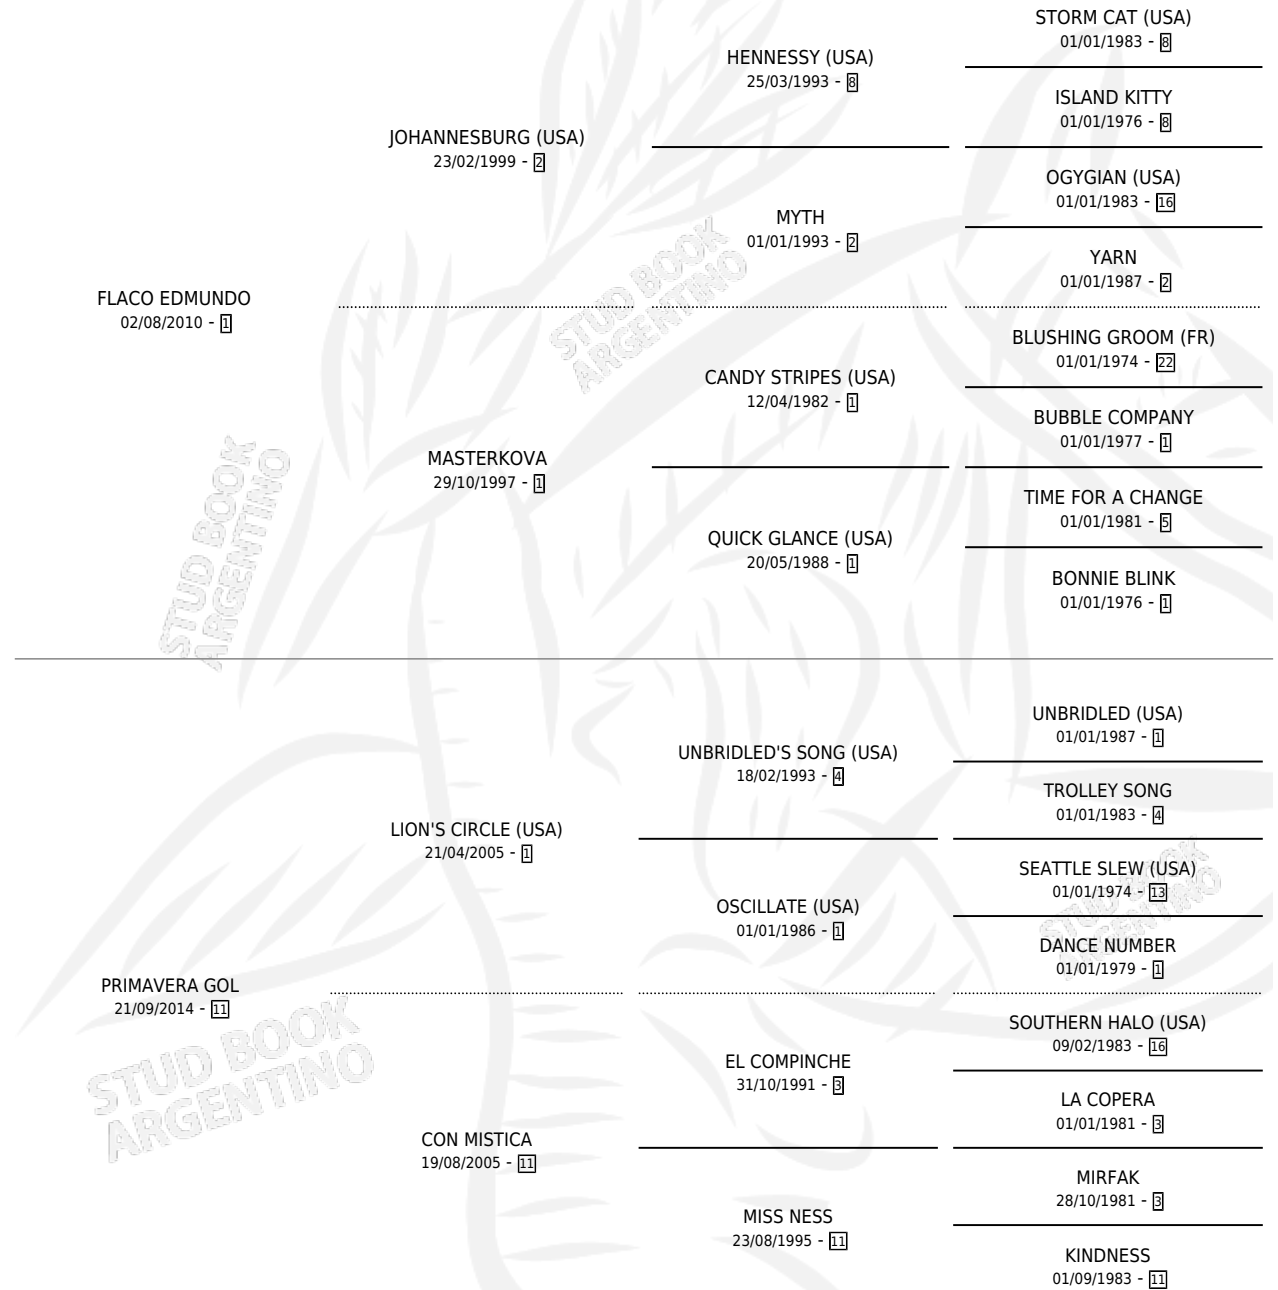 STORM CAT (USA)
01/01/1983 - 8
HENNESSY (USA)
25/03/1993 - 8
ISLAND KITTY
01/01/1976 - 8
JOHANNESBURG (USA)
23/02/1999 - 2
OGYGIAN (USA)
01/01/1983 - 16
MYTH
01/01/1993 - 2
YARN
01/01/1987 - 2
FLACO EDMUNDO
02/08/2010 - 1
BLUSHING GROOM (FR)
01/01/1974 - 22
CANDY STRIPES (USA)
12/04/1982 - 1
BUBBLE COMPANY
01/01/1977 - 1
MASTERKOVA
29/10/1997 - 1
TIME FOR A CHANGE
01/01/1981 - 5
QUICK GLANCE (USA)
20/05/1988 - 1
BONNIE BLINK
01/01/1976 - 1
UNBRIDLED (USA)
01/01/1987 - 1
UNBRIDLED'S SONG (USA)
18/02/1993 - 4
TROLLEY SONG
01/01/1983 - 4
LION'S CIRCLE (USA)
21/04/2005 - 1
SEATTLE SLEW (USA)
01/01/1974 - 13
OSCILLATE (USA)
01/01/1986 - 1
DANCE NUMBER
01/01/1979 - 1
PRIMAVERA GOL
21/09/2014 - 11
SOUTHERN HALO (USA)
09/02/1983 - 16
EL COMPINCHE
31/10/1991 - 3
LA COPERA
01/01/1981 - 3
CON MISTICA
19/08/2005 - 11
MIRFAK
28/10/1981 - 3
MISS NESS
23/08/1995 - 11
KINDNESS
01/09/1983 - 11
STUD BOOK
ARGENTINO
STUD BOOK
ARGENTINO
STUD BOOK
ARGENTINO
STUD BOOK
ARGENTINO